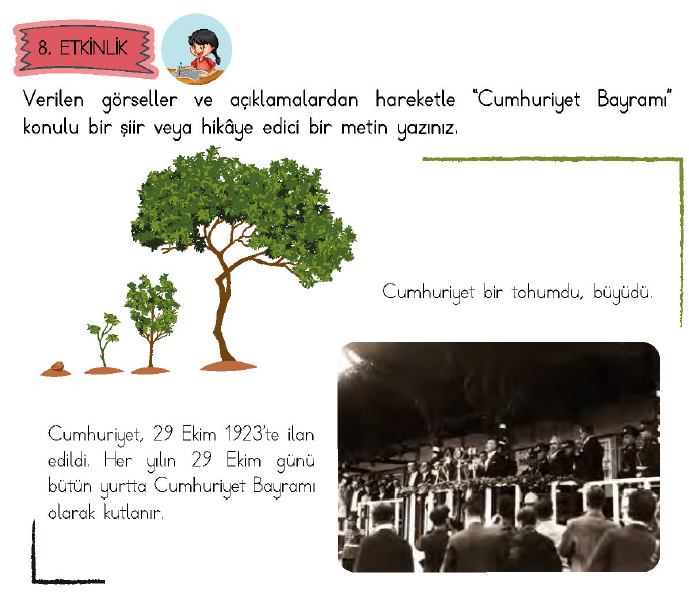 8. ETKİNLİK
Verilen görseller ve açıklamalardan hareketle “Cumhuriyet Bayramı”
konulu bir şiir veya hikâye edici bir metin yazınız.
Cumhuriyet bir tohumdu, büyüdü.
Cumhuriyet, 29 Ekim 1923’te ilan
edildi. Her yılın 29 Ekim günü
bütün yurtta Cumhuriyet Bayramı
olarak kutlanır.